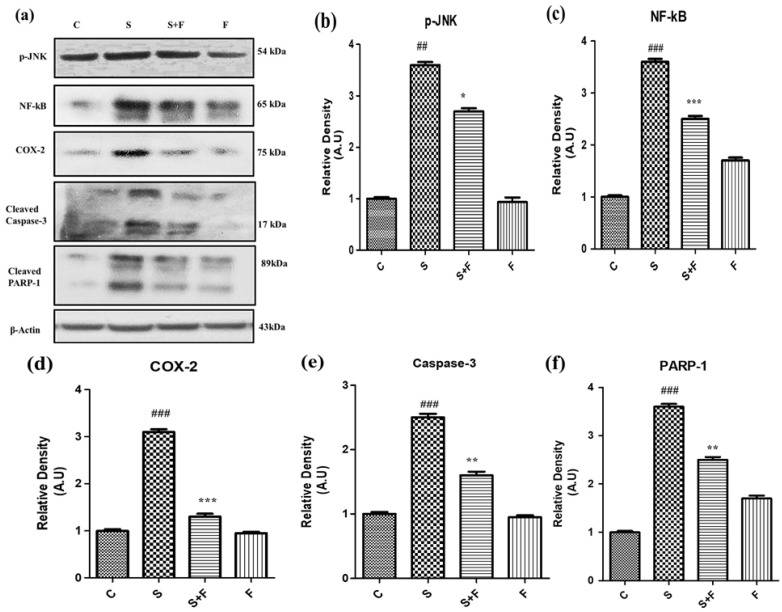 (a)
C S S+F F
p-JNK 54 kDa
NF-kB 65 kDa
COX-2 75 kDa
Cleaved
Caspase-3 17 kDa
Cleaved 89kDa
PARP-1
β-Actin 43kDa
(b)
p-JNK
Relative Density
(A.U)
4
3
2
1
0
##
*
C S S+F F
(c)
NF-kB
Relative Density
(A.U)
4
3
2
1
0
###
***
C S S+F F
(d)
COX-2
Relative Density
(A.U)
4
3
2
1
0
###
***
C S S+F F
(e)
Caspase-3
Relative Density
(A.U)
3
2
2
1
0
###
**
C S S+F F
(f)
PARP-1
Relative Density
(A.U)
4
3
2
1
0
###
**
C S S+F F